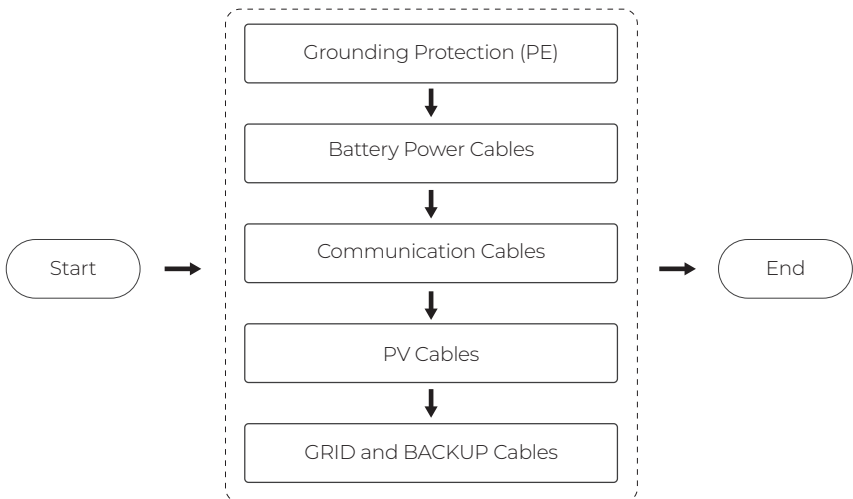 Start
Grounding Protection (PE)
Battery Power Cables
Communication Cables
PV Cables
GRID and BACKUP Cables
End